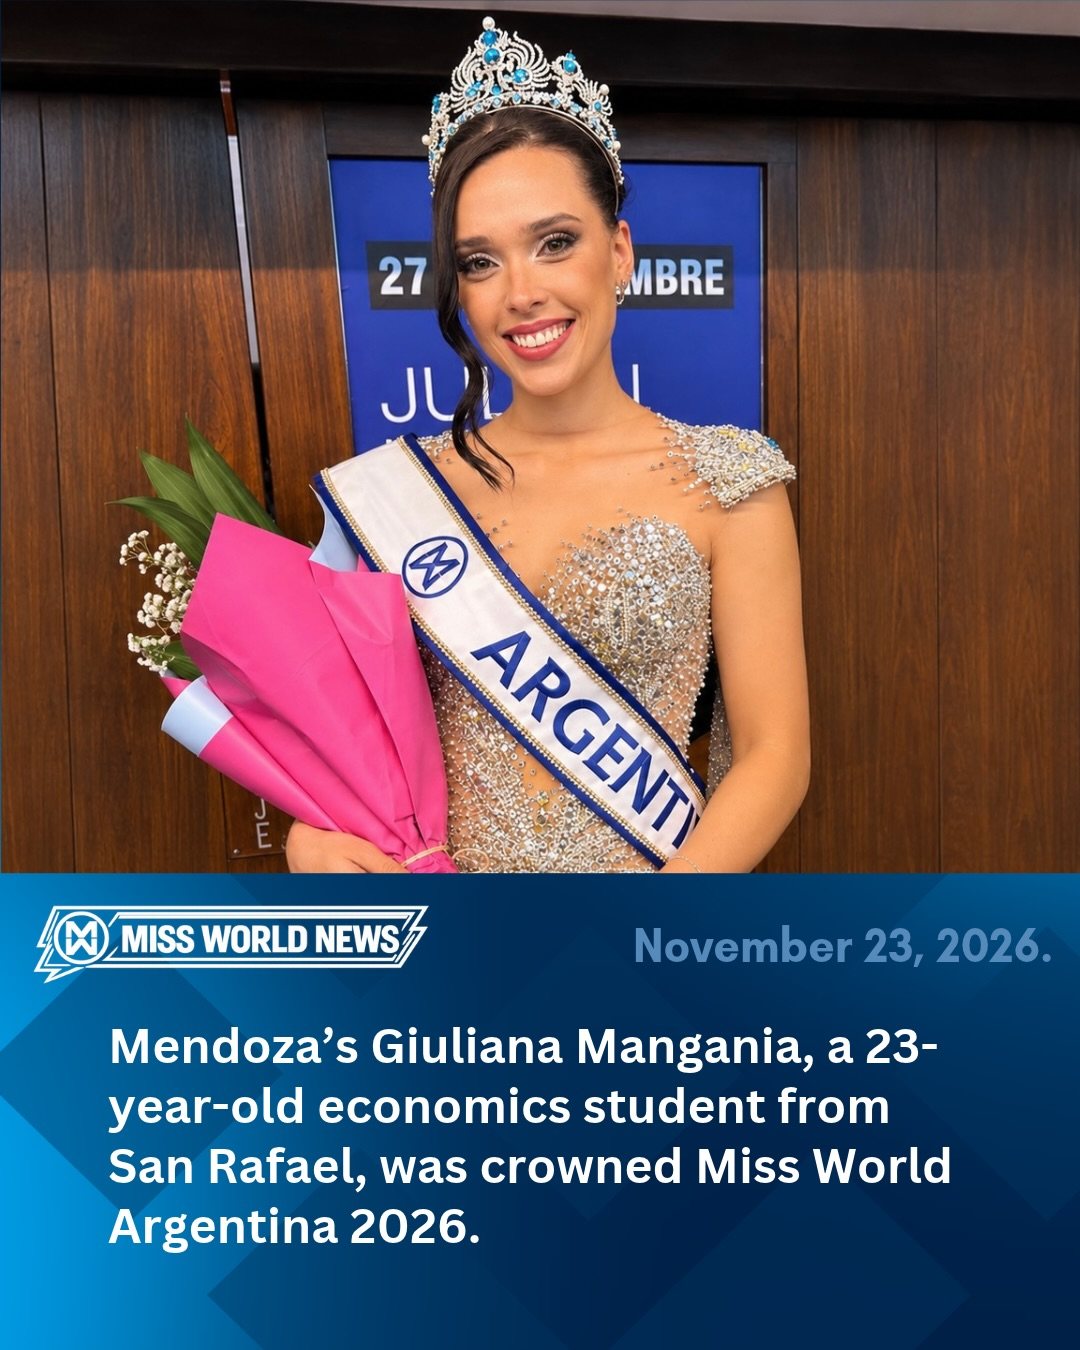 27
MBRE
JUL
ARGENTI
J
E
MISS WORLD NEWS
November 23, 2026.
Mendoza’s Giuliana Mangania, a 23-
year-old economics student from
San Rafael, was crowned Miss World
Argentina 2026.